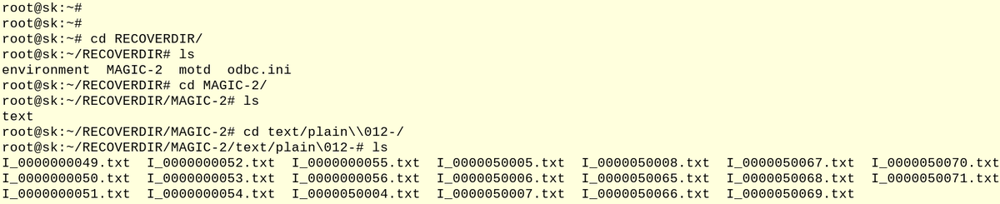 root@sk:~#
root@sk:~#
root@sk:~# cd RECOVERDIR/
root@sk:~/RECOVERDIR# ls
environment  MAGIC-2  motd  odbc.ini
root@sk:~/RECOVERDIR# cd MAGIC-2/
root@sk:~/RECOVERDIR/MAGIC-2# ls
text
root@sk:~/RECOVERDIR/MAGIC-2# cd text/plain\\012-/
root@sk:~/RECOVERDIR/MAGIC-2/text/plain\012-# ls
I_0000000049.txt  I_0000000052.txt  I_0000000055.txt  I_0000050005.txt  I_0000050008.txt  I_0000050067.txt  I_0000050070.txt
I_0000000050.txt  I_0000000053.txt  I_0000000056.txt  I_0000050006.txt  I_0000050065.txt  I_0000050068.txt  I_0000050071.txt
I_0000000051.txt  I_0000000054.txt  I_0000050004.txt  I_0000050007.txt  I_0000050066.txt  I_0000050069.txt